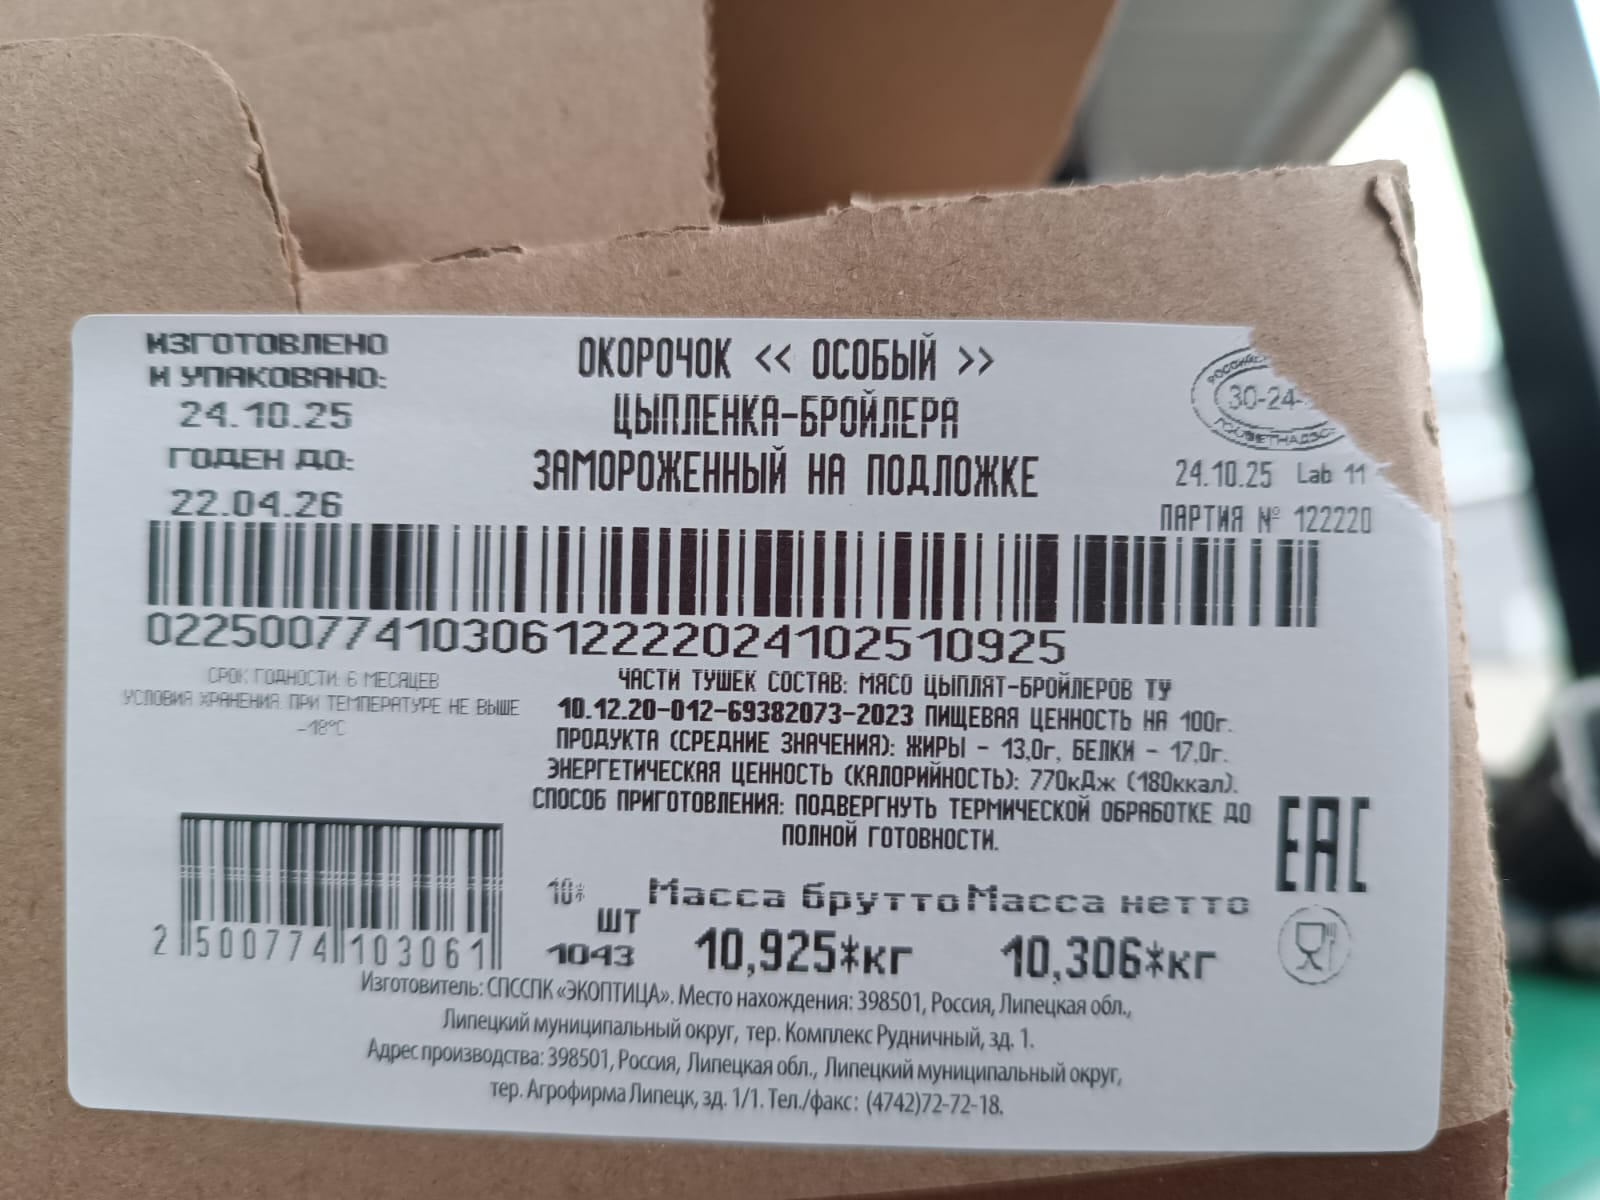 ИЗГОТОВЛЕНО
И УПАКОВАНО:
24.10.25
ГОДЕН ДО:
22.04.26
ОКОРОЧОК << ОСОБЫЙ >>
ЦЫПЛЕНКА-БРОЙЛЕРА
ЗАМОРОЖЕННЫЙ НА ПОДЛОЖКЕ
30-24-
24.10.25 Lab 11
ПАРТИЯ № 122220
0225007741030612222024102510925
СРОК ГОДНОСТИ: 6 МЕСЯЦЕВ
УСЛОВИЯ ХРАНЕНИЯ: ПРИ ТЕМПЕРАТУРЕ НЕ ВЫШЕ
-18°С
ЧАСТИ ТУШЕК СОСТАВ: МЯСО ЦЫПЛЯТ-БРОЙЛЕРОВ ТУ
10.12.20-012-69382073-2023 ПИЩЕВАЯ ЦЕННОСТЬ НА 100г.
ПРОДУКТА (СРЕДНИЕ ЗНАЧЕНИЯ): ЖИРЫ - 13,0г, БЕЛКИ - 17,0г.
ЭНЕРГЕТИЧЕСКАЯ ЦЕННОСТЬ (КАЛОРИЙНОСТЬ): 770кДж (180ккал).
СПОСОБ ПРИГОТОВЛЕНИЯ: ПОДВЕРГНУТЬ ТЕРМИЧЕСКОЙ ОБРАБОТКЕ ДО
ПОЛНОЙ ГОТОВНОСТИ.
EAC
2 500774 103061
10*
ШТ
1043
Масса брутто Масса нетто
10,925*кг 10,306*кг
Изготовитель: СПССПК «ЭКОПТИЦА». Место нахождения: 398501, Россия, Липецкая обл.,
Липецкий муниципальный округ, тер. Комплекс Рудничный, зд. 1.
Адрес производства: 398501, Россия, Липецкая обл., Липецкий муниципальный округ,
тер. Агрофирма Липецк, зд. 1/1. Тел./факс: (4742)72-72-18.